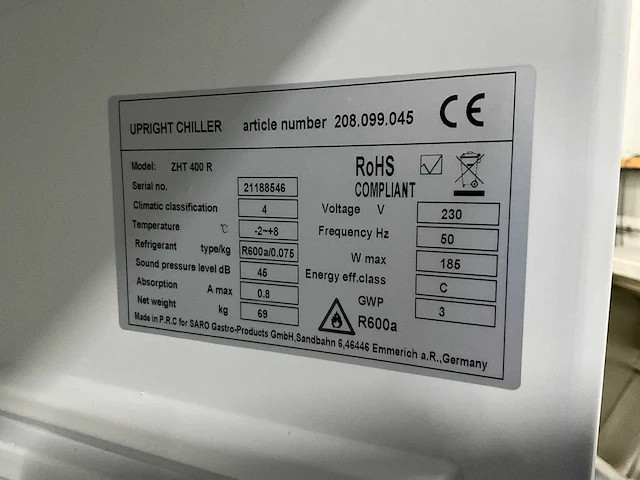 UPRIGHT CHILLER article number 208.099.045 CE
Model: ZHT 400 R
RoHS
COMPLIANT
Serial no. 21188546
Climatic classification 4
Temperature ℃ -2~+8
Refrigerant type/kg R600a/0.075
Sound pressure level dB 45
Absorption A max 0.8
Net weight kg 69
Voltage V 230
Frequency Hz 50
W max 185
Energy eff.class C
GWP 3
R600a
Made in P.R.C for SARO Gastro-Products GmbH,Sandbahn 6,46446 Emmerich a.R.,Germany